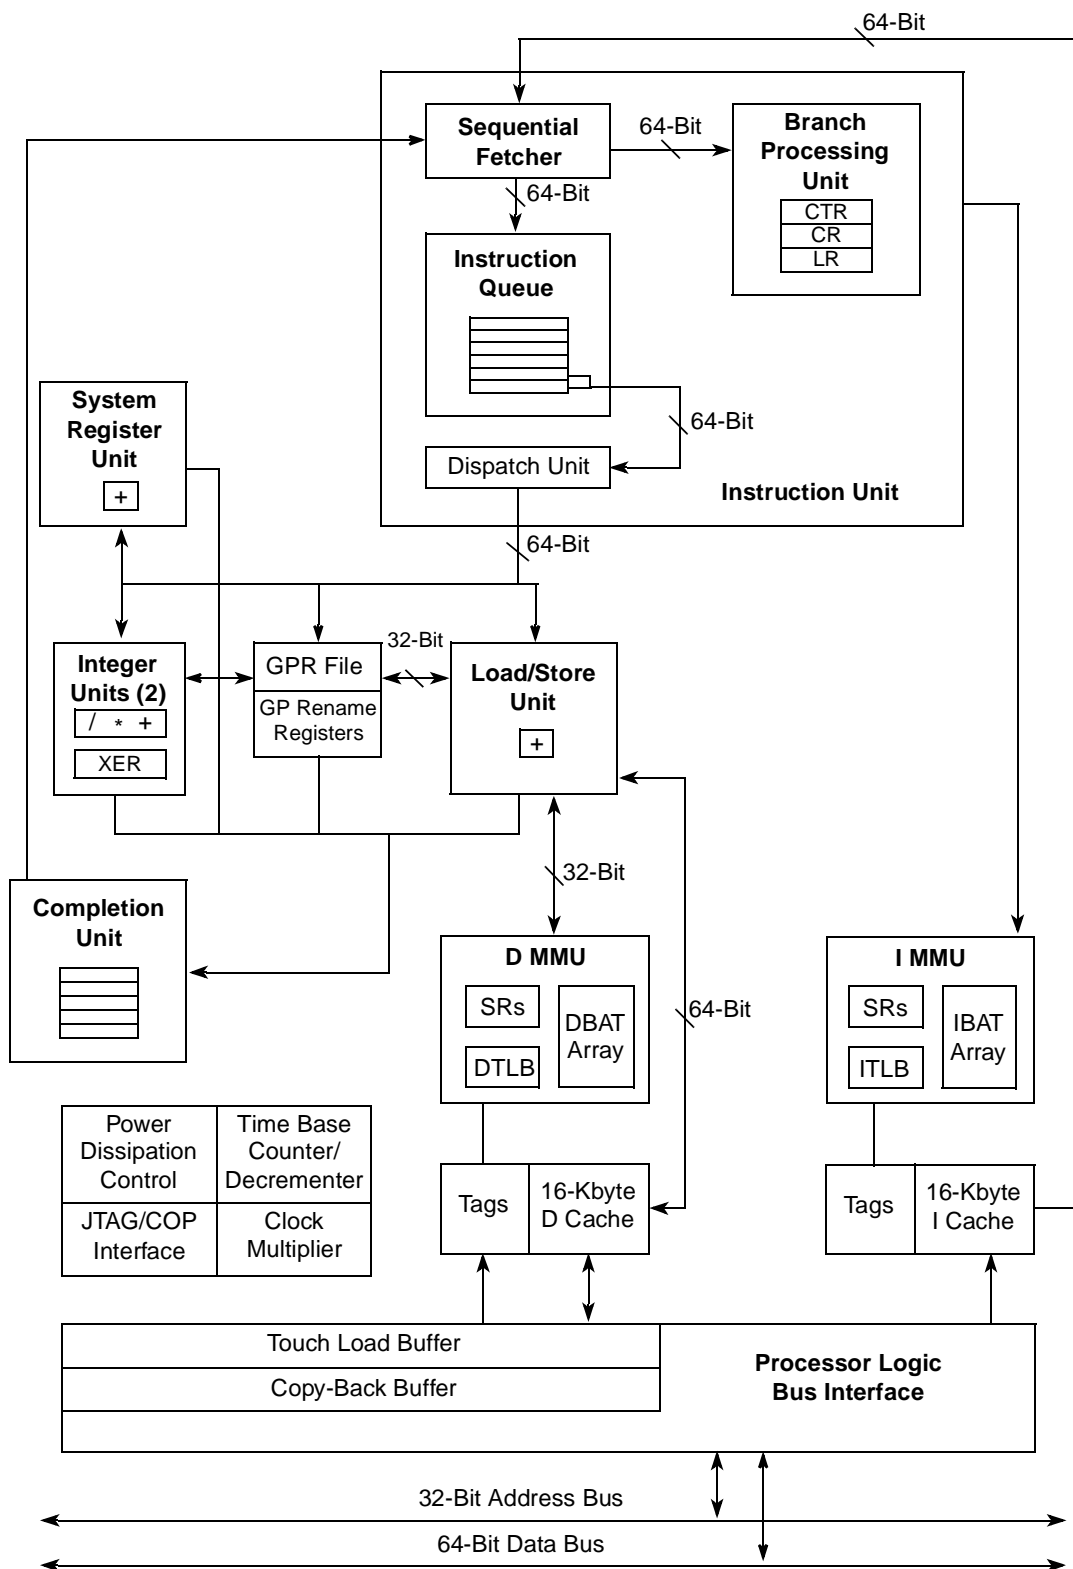 64-Bit
Sequential
Fetcher
64-Bit
Branch
Processing
Unit
CTR
CR
LR
64-Bit
Instruction
Queue
System
Register
Unit
+
64-Bit
Dispatch Unit
Instruction Unit
64-Bit
Integer
Units (2)
/ * +
XER
GPR File
GP Rename
Registers
32-Bit
Load/Store
Unit
+
32-Bit
Completion
Unit
D MMU
SRs
DTLB
DBAT
Array
64-Bit
I MMU
SRs
ITLB
IBAT
Array
Power
Dissipation
Control
Time Base
Counter/
Decrementer
JTAG/COP
Interface
Clock
Multiplier
Tags
16-Kbyte
D Cache
Tags
16-Kbyte
I Cache
Touch Load Buffer
Copy-Back Buffer
Processor Logic
Bus Interface
32-Bit Address Bus
64-Bit Data Bus